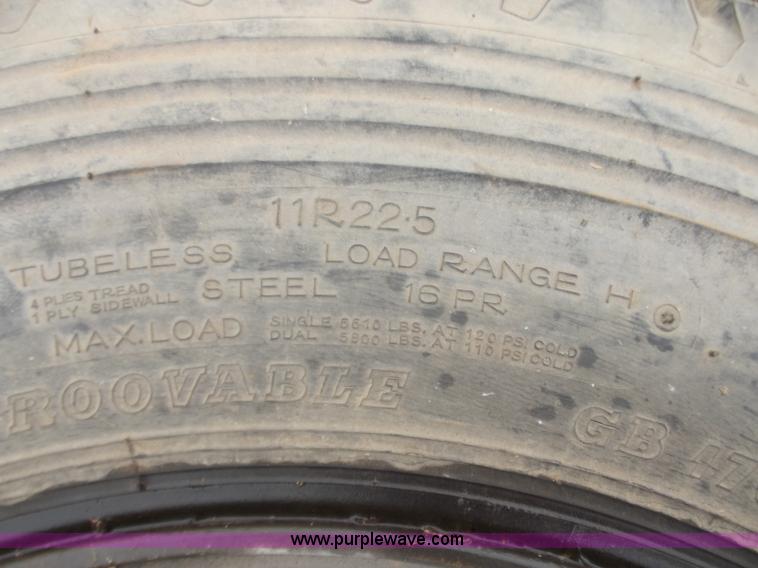 11R22.5
TUBELESS LOAD RANGE H
4 PLIES TREAD
1 PLY SIDEWALL STEEL 16 PR
MAX. LOAD SINGLE 6610 LBS. AT 120 PSI COLD
DUAL 5800 LBS. AT 110 PSI COLD
ROOVABLE GB 17
www.purplewave.com